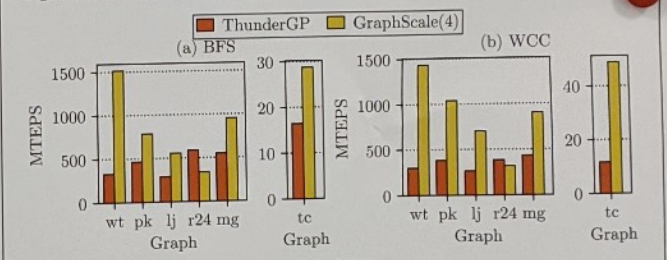 ThunderGP GraphScale(4)
(a) BFS
(b) WCC
MTEPS
1500
1000
500
0
wt pk lj r24 mg
Graph
30
20
10
0
tc
Graph
MTEPS
1500
1000
500
0
wt pk lj r24 mg
Graph
40
20
0
tc
Graph